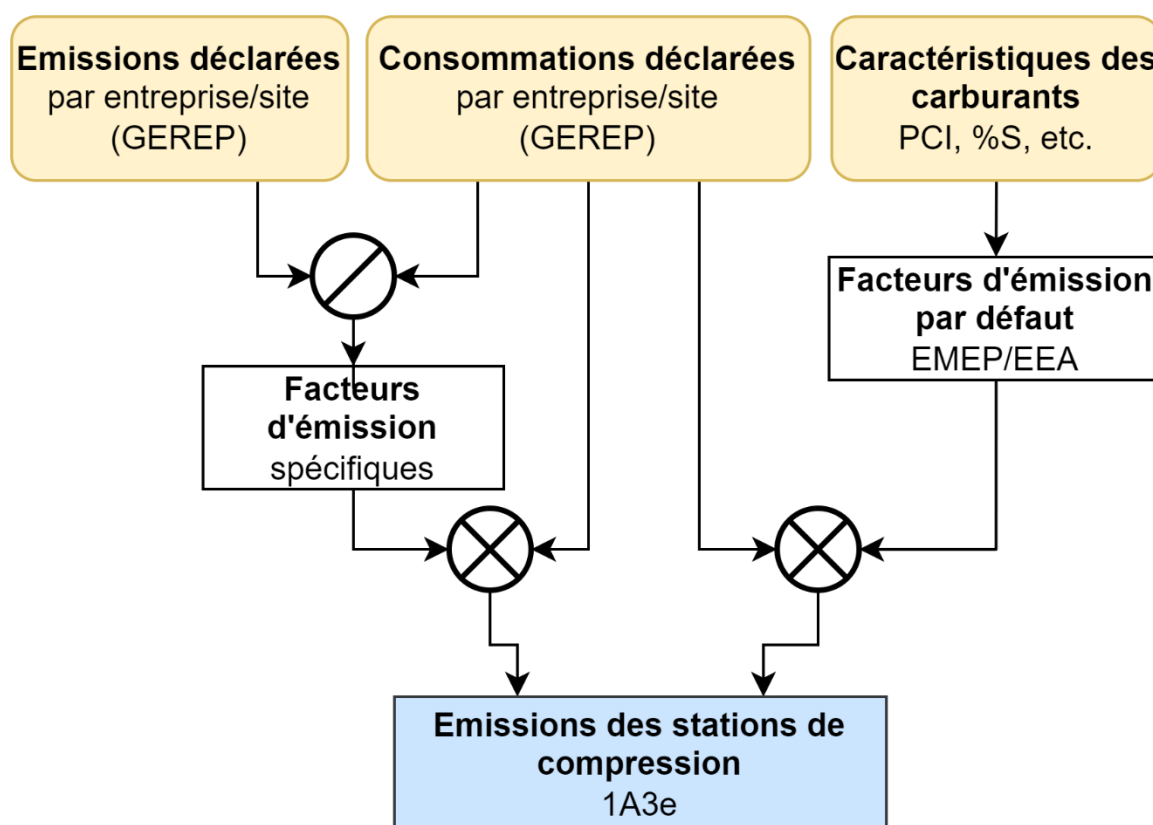 Emissions déclarées
par entreprise/site
(GEREP)
Consommations déclarées
par entreprise/site
(GEREP)
Caractéristiques des
carburants
PCI, %S, etc.
Facteurs d'émission
par défaut
EMEP/EEA
Facteurs
d'émission
spécifiques
Emissions des stations de
compression
1A3e